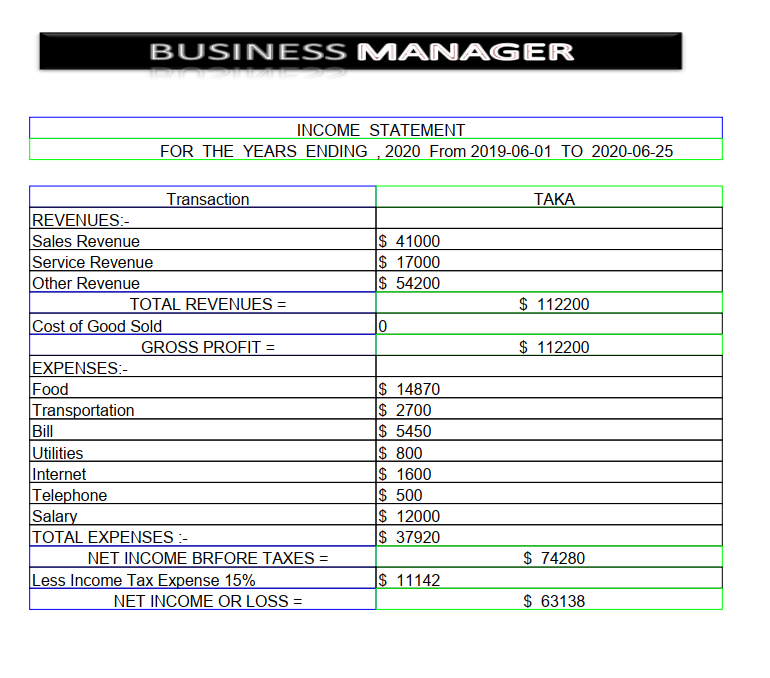 BUSINESS MANAGER
INCOME STATEMENT
FOR THE YEARS ENDING , 2020 From 2019-06-01 TO 2020-06-25
Transaction TAKA
REVENUES:-
Sales Revenue $ 41000
Service Revenue $ 17000
Other Revenue $ 54200
TOTAL REVENUES = $ 112200
Cost of Good Sold 0
GROSS PROFIT = $ 112200
EXPENSES:-
Food $ 14870
Transportation $ 2700
Bill $ 5450
Utilities $ 800
Internet $ 1600
Telephone $ 500
Salary $ 12000
TOTAL EXPENSES :- $ 37920
NET INCOME BRFORE TAXES = $ 74280
Less Income Tax Expense 15% $ 11142
NET INCOME OR LOSS = $ 63138